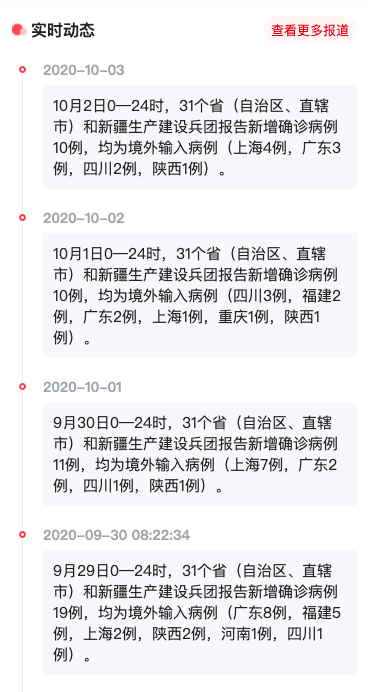 实时动态
查看更多报道
2020-10-03
10月2日0—24时，31个省（自治区、直辖
市）和新疆生产建设兵团报告新增确诊病例
10例，均为境外输入病例（上海4例，广东3
例，四川2例，陕西1例）。
2020-10-02
10月1日0—24时，31个省（自治区、直辖
市）和新疆生产建设兵团报告新增确诊病例
10例，均为境外输入病例（四川3例，福建2
例，广东2例，上海1例，重庆1例，陕西1
例）。
2020-10-01
9月30日0—24时，31个省（自治区、直辖
市）和新疆生产建设兵团报告新增确诊病例
11例，均为境外输入病例（上海7例，广东2
例，四川1例，陕西1例）。
2020-09-30 08:22:34
9月29日0—24时，31个省（自治区、直辖
市）和新疆生产建设兵团报告新增确诊病例
19例，均为境外输入病例（广东8例，福建5
例，上海2例，陕西2例，河南1例，四川1
例）。